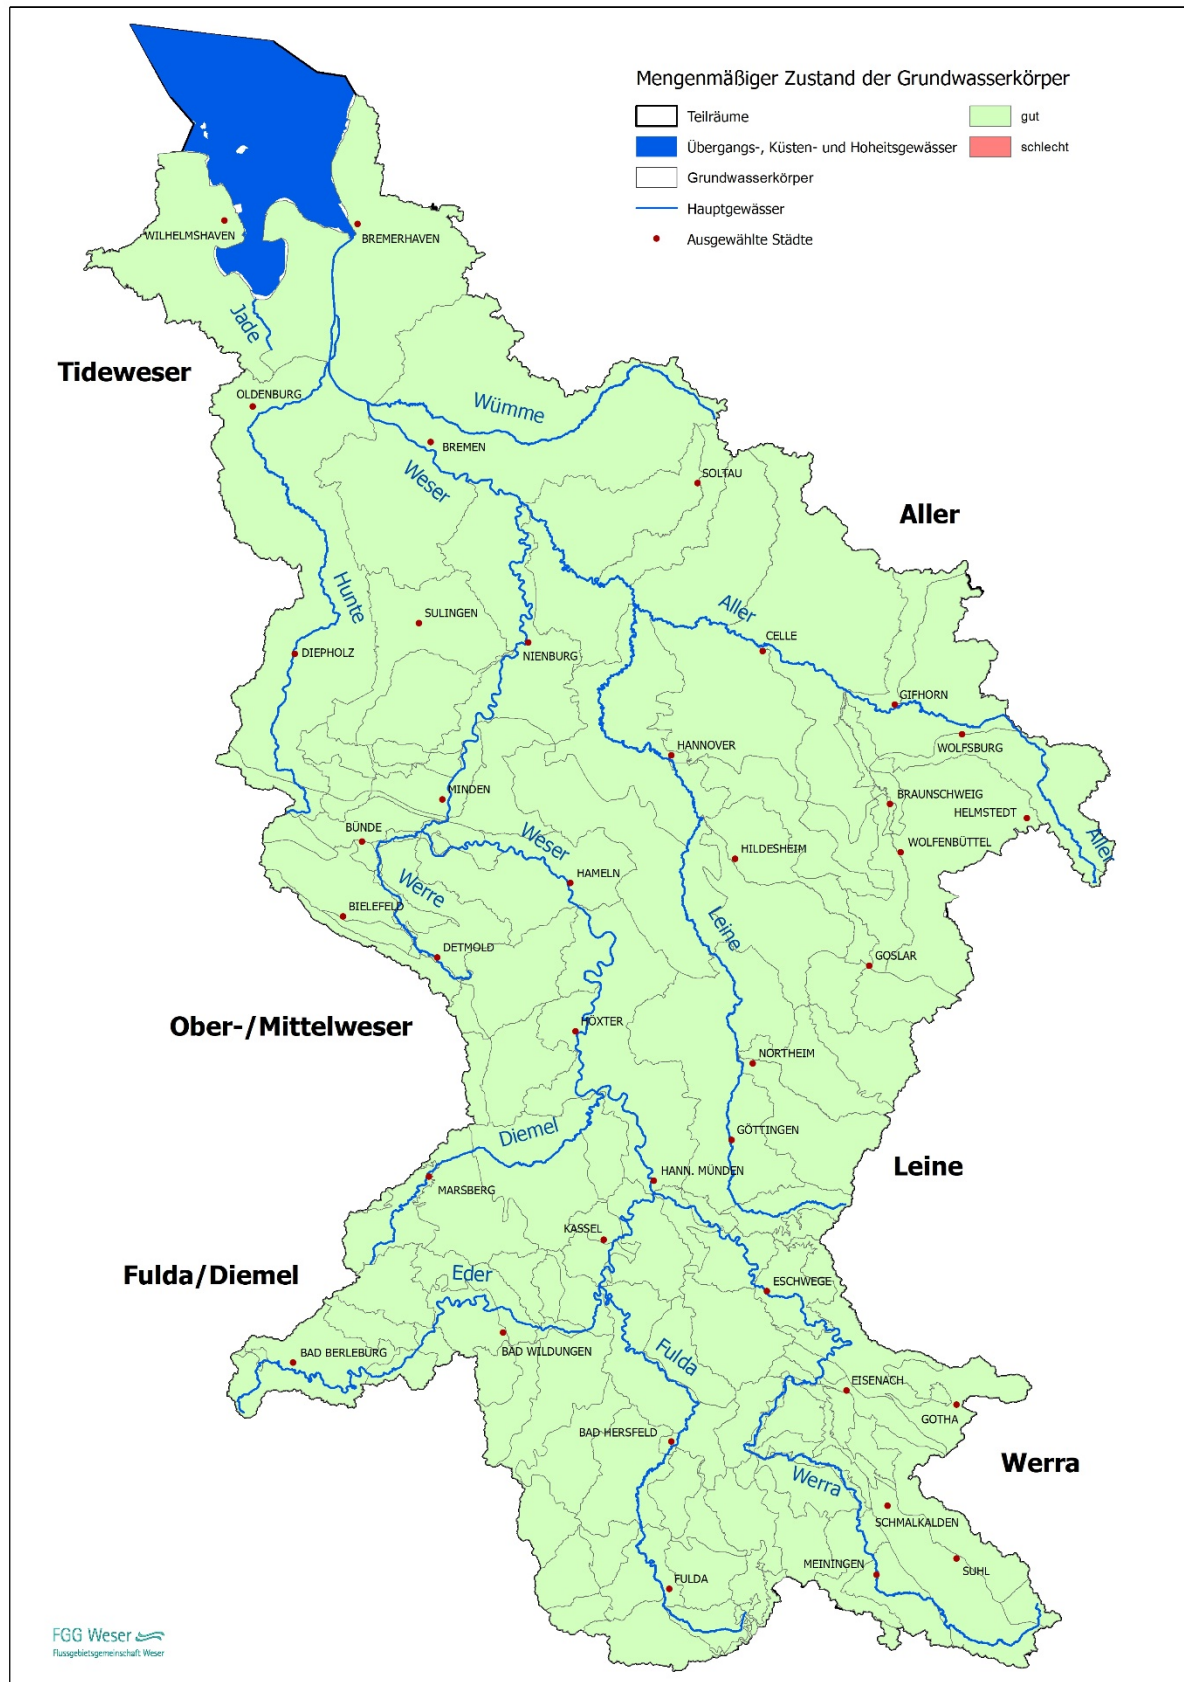 Mengenmäßiger Zustand der Grundwasserkörper
Teilräume
Übergangs-, Küsten- und Hoheitsgewässer
Grundwasserkörper
Hauptgewässer
Ausgewählte Städte
gut
schlecht
WILHELMSHAVEN
BREMERHAVEN
Jade
Tideweser
OLDENBURG
Wümme
BREMEN
Weser
SOLTAU
Aller
Hunte
SULINGEN
Aller
CELLE
DIEPHOLZ
NIENBURG
GIFHORN
WOLFSBURG
HANNOVER
MINDEN
BRAUNSCHWEIG
HELMSTEDT
BÜNDE
Weser
HILDESHEIM
WOLFENBÜTTEL
Aller
Werre
HAMELN
BIELEFELD
Leine
DETMOLD
GOSLAR
Ober-/Mittelweser
HÖXTER
NORTHEIM
Diemel
GÖTTINGEN
Leine
MARSBERG
HANN. MÜNDEN
KASSEL
Fulda/Diemel
Eder
ESCHWEGE
BAD BERLEBURG
BAD WILDUNGEN
Fulda
EISENACH
GOTHA
BAD HERSFELD
Werra
Werra
SCHMALKALDEN
MEININGEN
SUHL
FULDA
FGG Weser
Flussgebietsgemeinschaft Weser